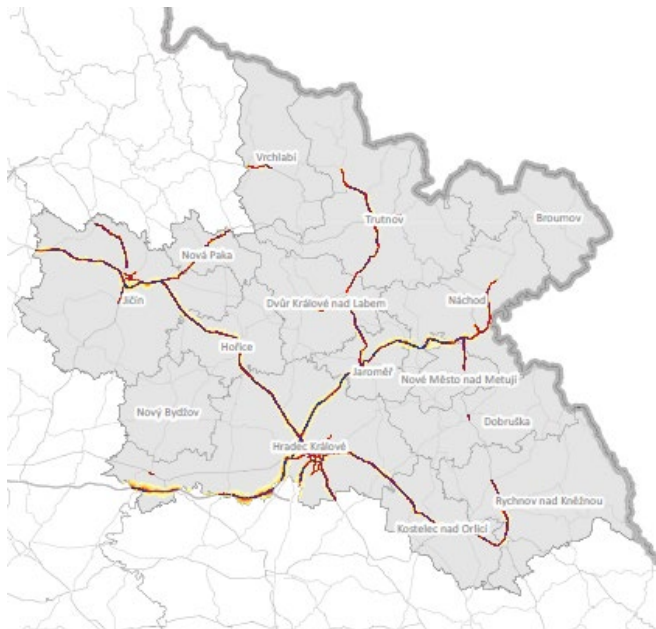 Vrchlabí
Trutnov
Broumov
Nová Paka
Jičín
Dvůr Králové nad Labem
Náchod
Hořice
Jaroměř
Nové Město nad Metují
Nový Bydžov
Dobruška
Hradec Králové
Rychnov nad Kněžnou
Kostelec nad Orlicí